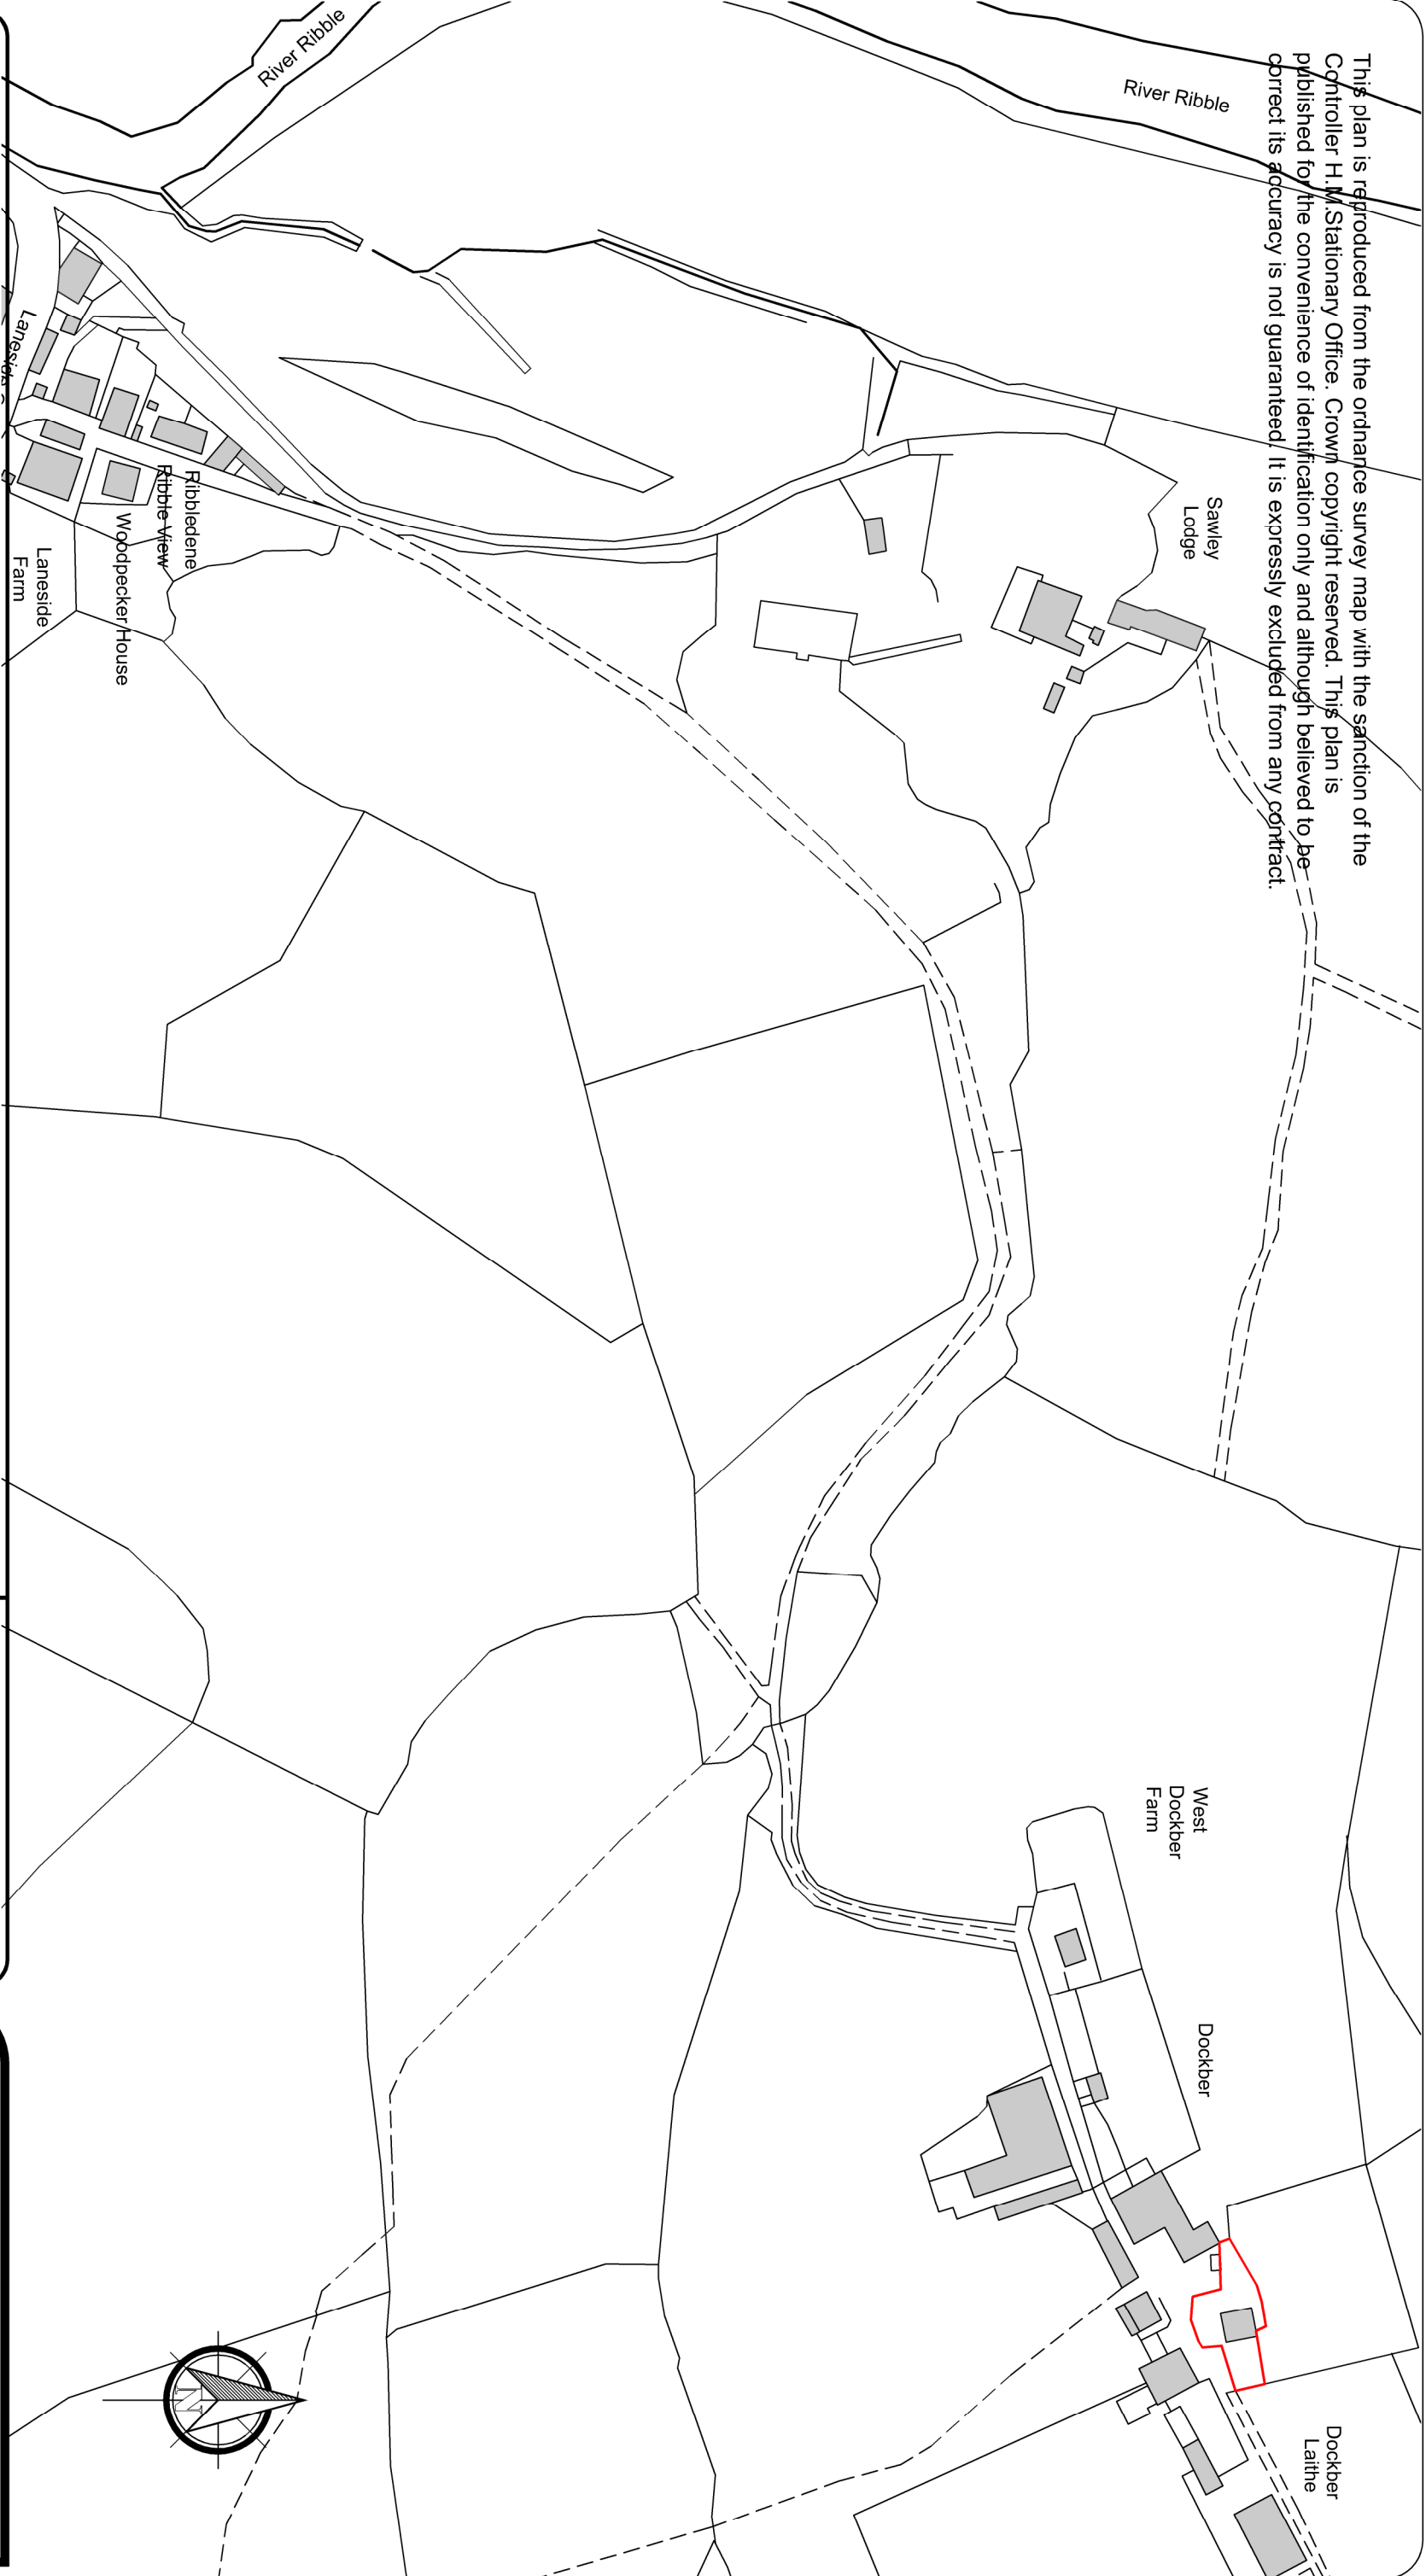 This plan is reproduced from the ordnance survey map with the sanction of the
Controller H.M.Stationary Office. Crown copyright reserved. This plan is
published for the convenience of identification only and although believed to be
correct its accuracy is not guaranteed. It is expressly excluded from any contract.
River Ribble
River Ribble
Sawley
Lodge
Ribbledene
Ribble View
Woodpecker House
Laneside
Farm
West
Dockber
Farm
Dockber
Dockber
Laithe
N